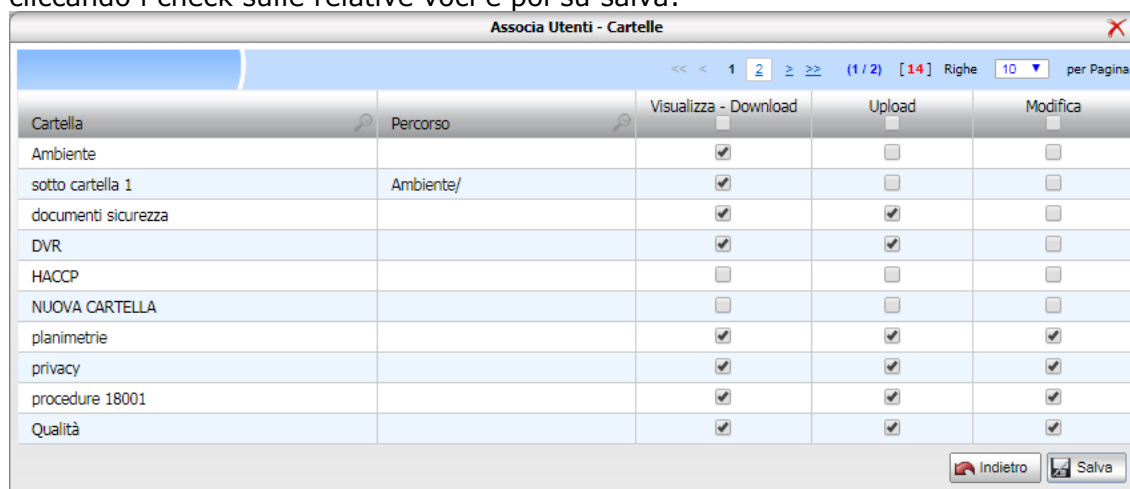 cliccando i check sulle relative voci e poi su salva.
Associa Utenti - Cartelle
<< < 1 2 > >> (1 / 2) [14] Righe 10 per Pagina
Cartella Percorso Visualizza - Download Upload Modifica
Ambiente
sotto cartella 1 Ambiente/
documenti sicurezza
DVR
HACCP
NUOVA CARTELLA
planimetrie
privacy
procedure 18001
Qualità
Indietro Salva